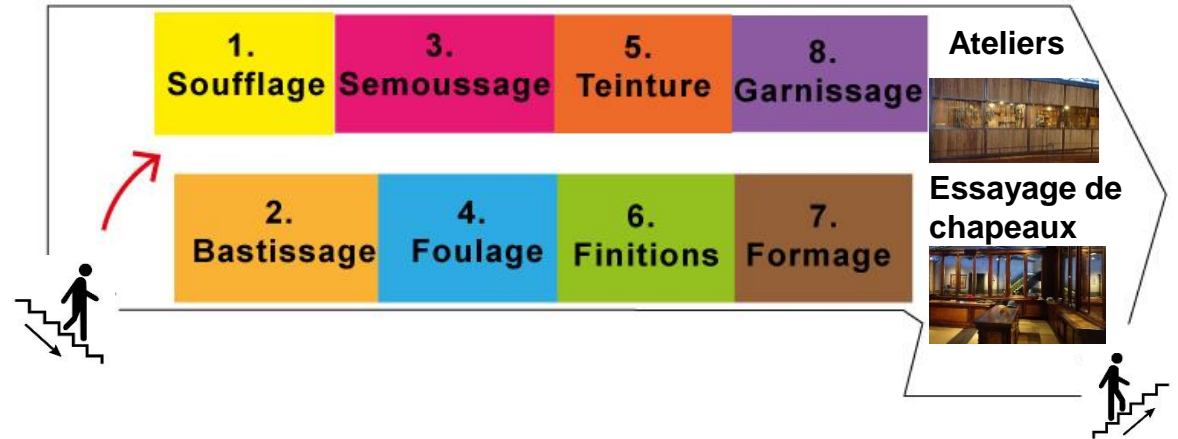 1.
Soufflage
3.
Semoussage
5.
Teinture
8.
Garnissage
Ateliers
2.
Bastissage
4.
Foulage
6.
Finitions
7.
Formage
Essayage de
chapeaux